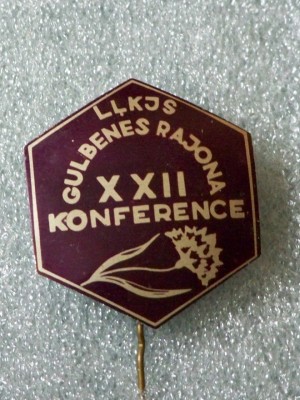 LĻKJS
GULBENES RAJONA
XXII
KONFERENCE